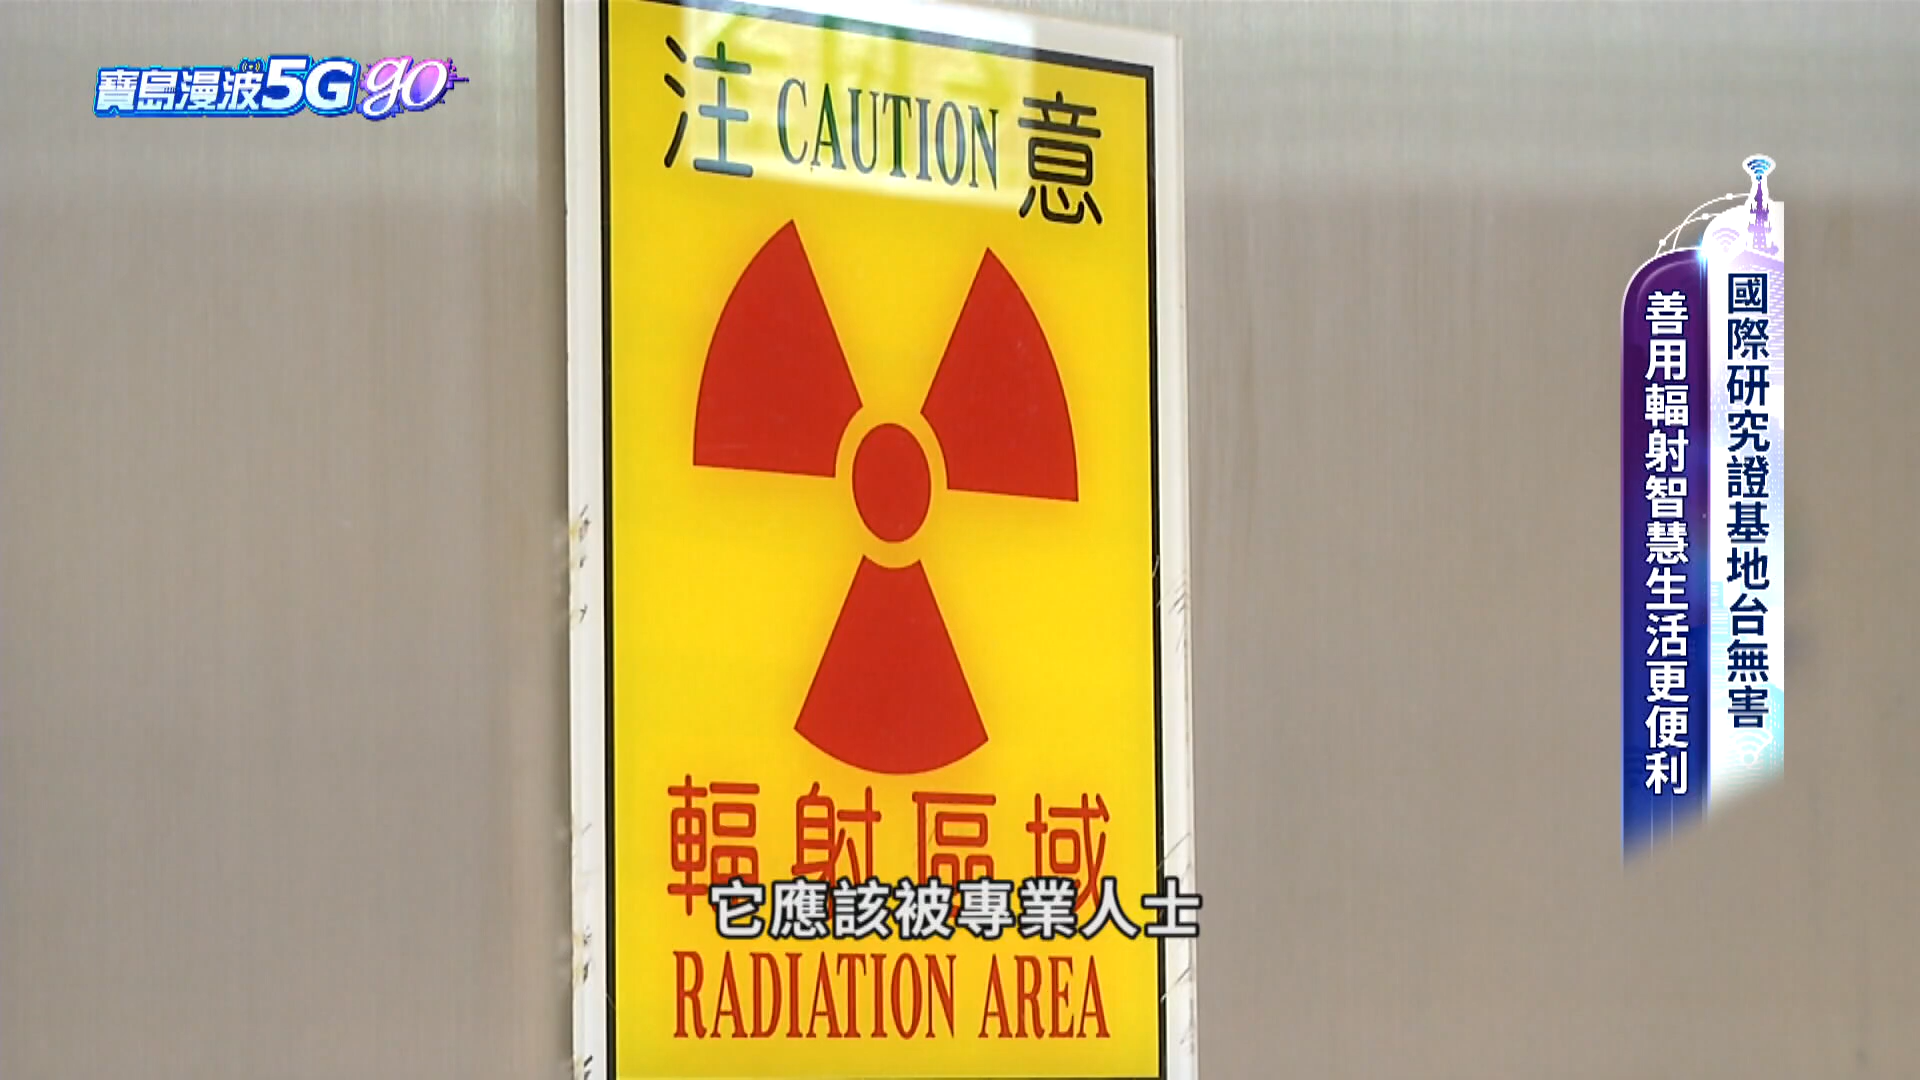 寶島漫波5G go
注 CAUTION 意
國際研究證基地台無害
善用輻射智慧生活更便利
輻射區域
它應該被專業人士
RADIATION AREA